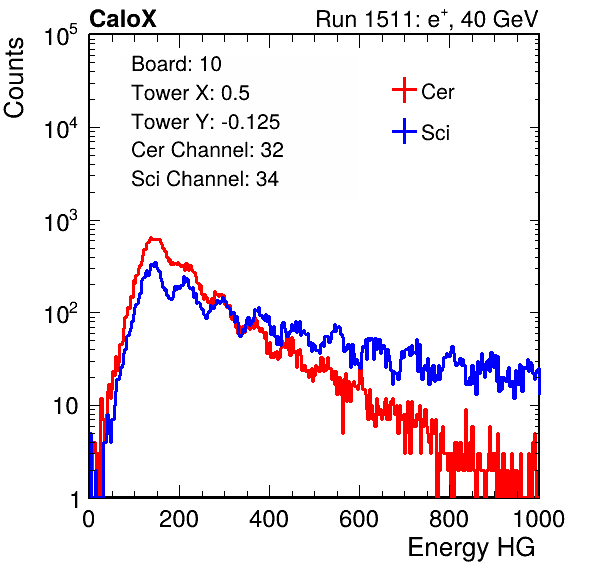 CaloX
Run 1511: e⁺, 40 GeV
Board: 10
Tower X: 0.5
Tower Y: -0.125
Cer Channel: 32
Sci Channel: 34
Cer
Sci
Counts
10⁵
10⁴
10³
10²
10
1
0 200 400 600 800 1000
Energy HG